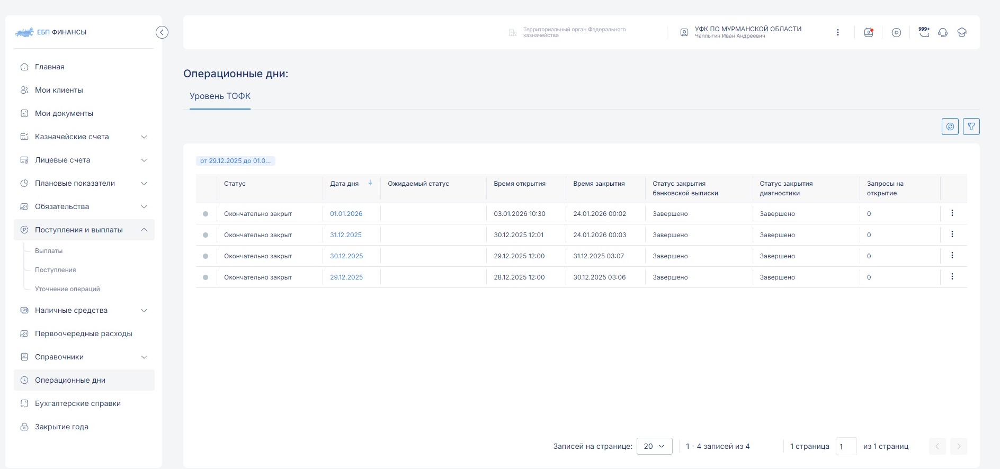 ЕБП ФИНАНСЫ
Территориальный орган Федерального
казначейства
УФК ПО МУРМАНСКОЙ ОБЛАСТИ
Чаплыгин Иван Андреевич
8
999+
Главная
Мои клиенты
Мои документы
Казначейские счета
Лицевые счета
Плановые показатели
Обязательства
Поступления и выплаты
Выплаты
Поступления
Уточнение операций
Наличные средства
Первоочередные расходы
Справочники
Операционные дни
Бухгалтерские справки
Закрытие года
Операционные дни:
Уровень ТОФК
от 29.12.2025 до 01.0...
Статус Дата дня Ожидаемый статус Время открытия Время закрытия Статус закрытия банковской выписки Статус закрытия диагностики Запросы на открытие
Окончательно закрыт 01.01.2026 03.01.2026 10:30 24.01.2026 00:02 Завершено Завершено 0
Окончательно закрыт 31.12.2025 30.12.2025 12:01 24.01.2026 00:03 Завершено Завершено 0
Окончательно закрыт 30.12.2025 29.12.2025 12:00 31.12.2025 03:07 Завершено Завершено 0
Окончательно закрыт 29.12.2025 28.12.2025 12:00 30.12.2025 03:06 Завершено Завершено 0
Записей на странице: 20 1 - 4 записей из 4 1 страница 1 из 1 страниц